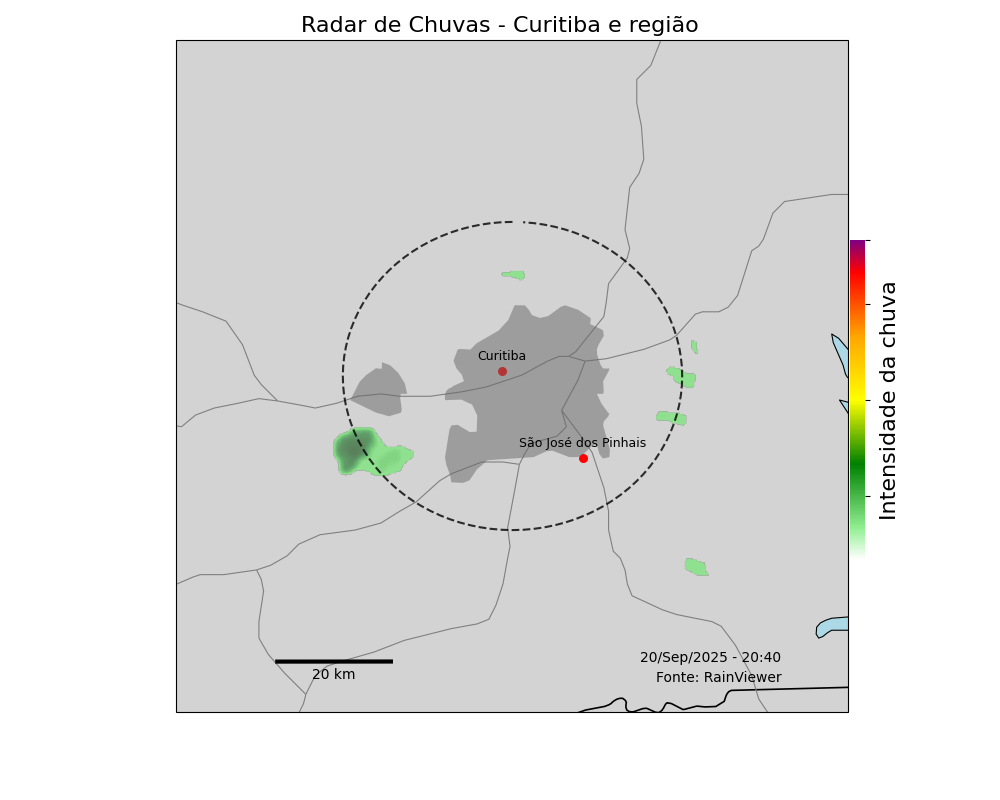 Radar de Chuvas - Curitiba e região
Curitiba
São José dos Pinhais
Intensidade da chuva
20 km
20/Sep/2025 - 20:40
Fonte: RainViewer